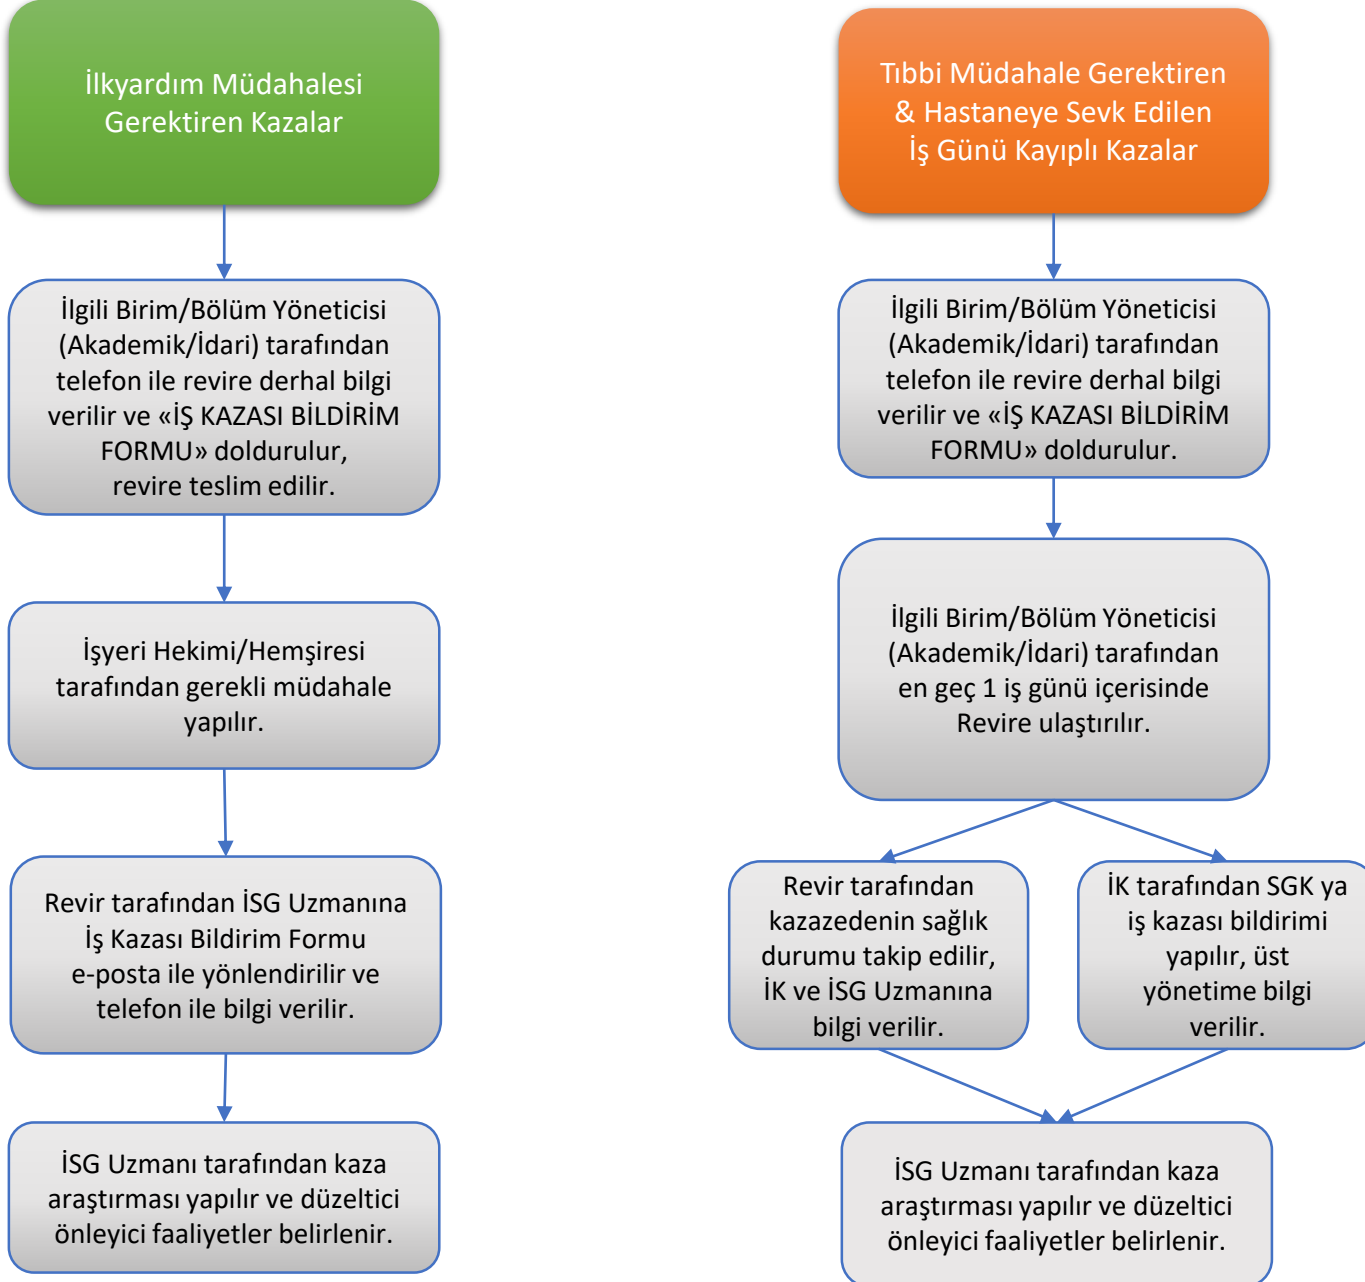 İlkyardım Müdahalesi
Gerektiren Kazalar
İlgili Birim/Bölüm Yöneticisi
(Akademik/İdari) tarafından
telefon ile revire derhal bilgi
verilir ve «İŞ KAZASI BİLDİRİM
FORMU» doldurulur,
revire teslim edilir.
İşyeri Hekimi/Hemşiresi
tarafından gerekli müdahale
yapılır.
Revir tarafından İSG Uzmanına
İş Kazası Bildirim Formu
e-posta ile yönlendirilir ve
telefon ile bilgi verilir.
İSG Uzmanı tarafından kaza
araştırması yapılır ve düzeltici
önleyici faaliyetler belirlenir.
Tıbbi Müdahale Gerektiren
& Hastaneye Sevk Edilen
İş Günü Kayıplı Kazalar
İlgili Birim/Bölüm Yöneticisi
(Akademik/İdari) tarafından
telefon ile revire derhal bilgi
verilir ve «İŞ KAZASI BİLDİRİM
FORMU» doldurulur.
İlgili Birim/Bölüm Yöneticisi
(Akademik/İdari) tarafından
en geç 1 iş günü içerisinde
Revire ulaştırılır.
Revir tarafından
kazazedenin sağlık
durumu takip edilir,
İK ve İSG Uzmanına
bilgi verilir.
İK tarafından SGK ya
iş kazası bildirimi
yapılır, üst
yönetime bilgi
verilir.
İSG Uzmanı tarafından kaza
araştırması yapılır ve düzeltici
önleyici faaliyetler belirlenir.